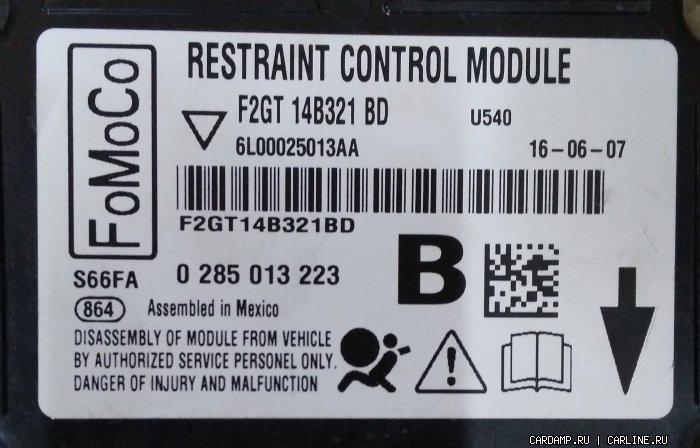 FoMoCo
RESTRAINT CONTROL MODULE
F2GT 14B321 BD U540
6L00025013AA 16-06-07
F2GT14B321BD
S66FA 0 285 013 223 B
864 Assembled in Mexico
DISASSEMBLY OF MODULE FROM VEHICLE
BY AUTHORIZED SERVICE PERSONEL ONLY.
DANGER OF INJURY AND MALFUNCTION
CARDAMP.RU | CARLINE.RU